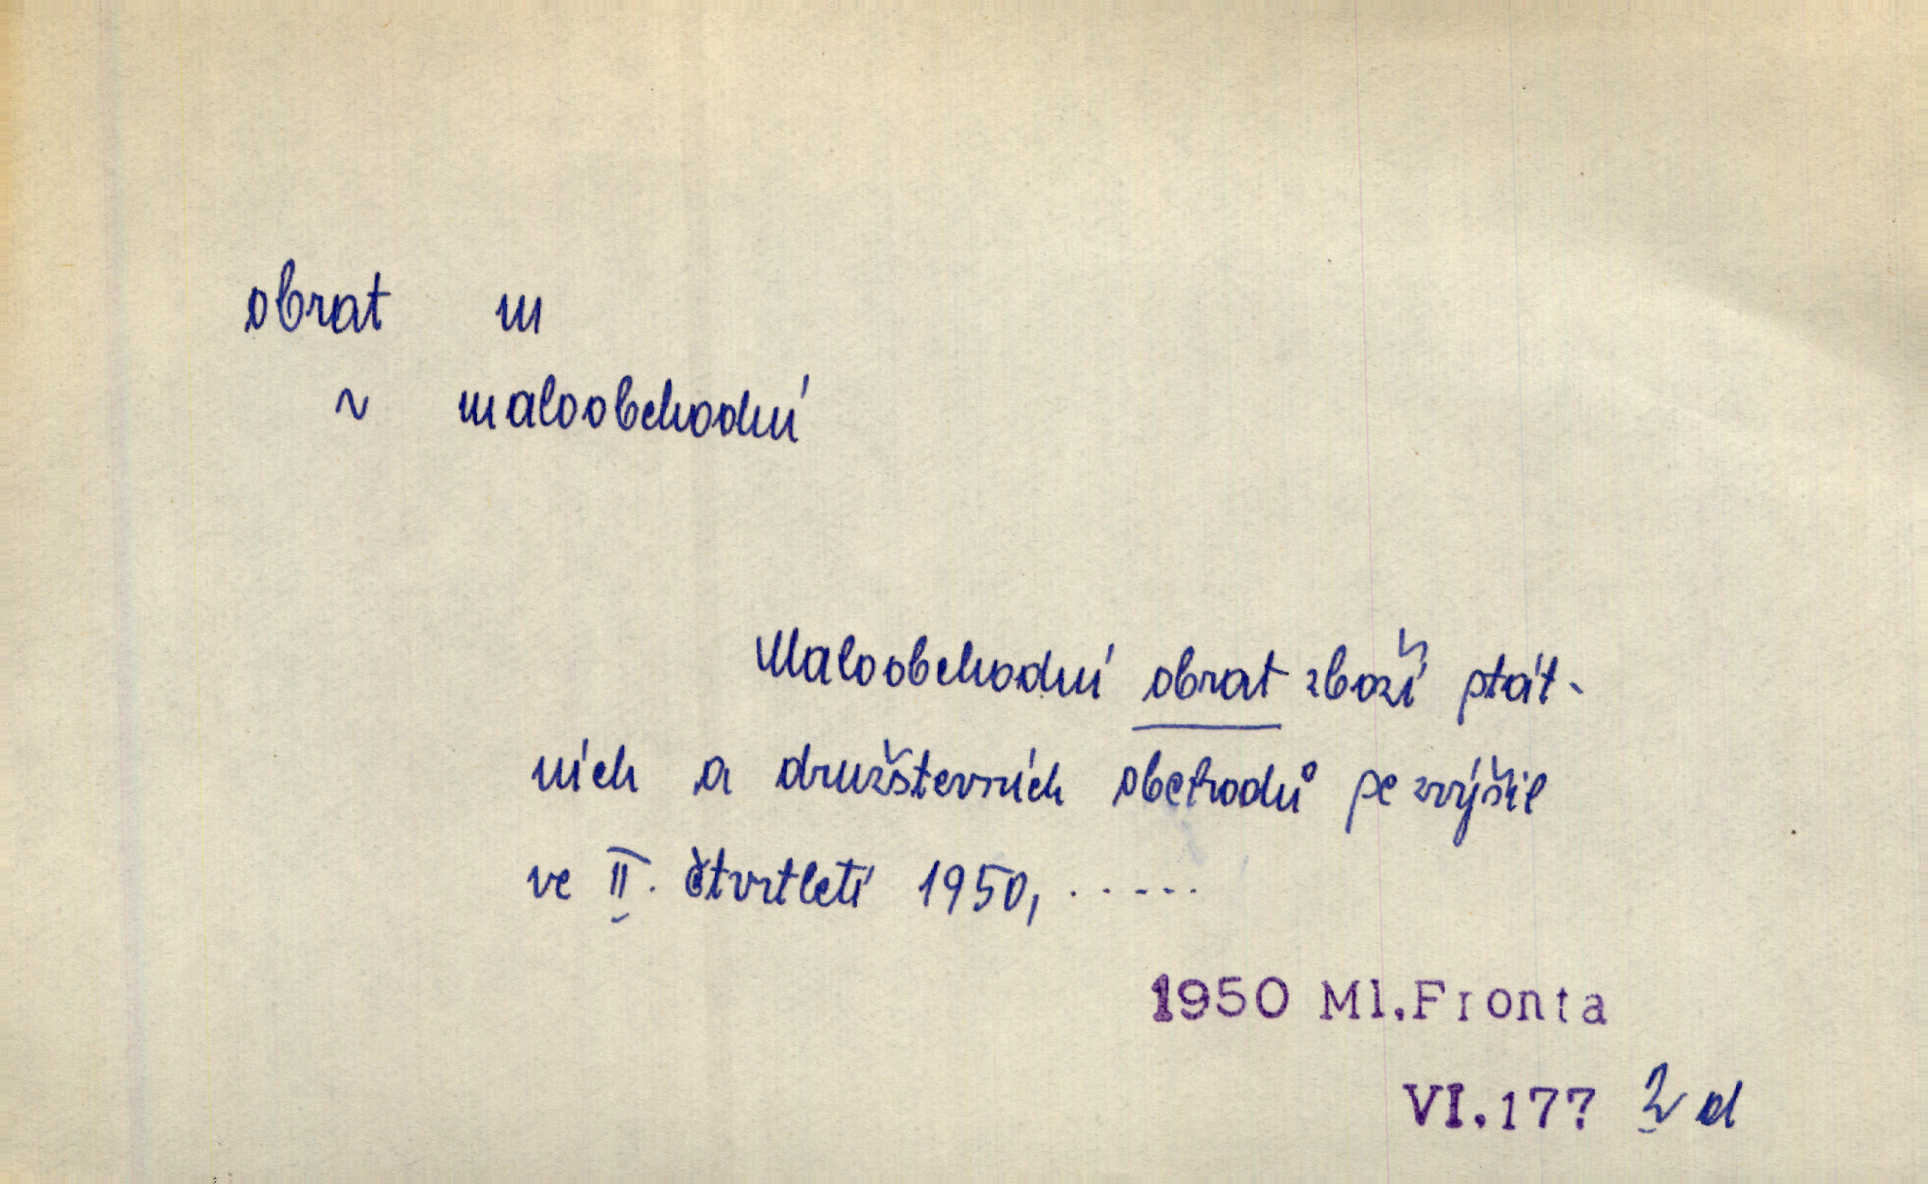 obrat m
~ maloobchodní
Maloobchodní obrat zboží stát-
ních a družstevních obchodů se zvýšil
ve II. čtvrtletí 1950, . . . . . .
1950 Ml.Fronta
VI.177 2 d